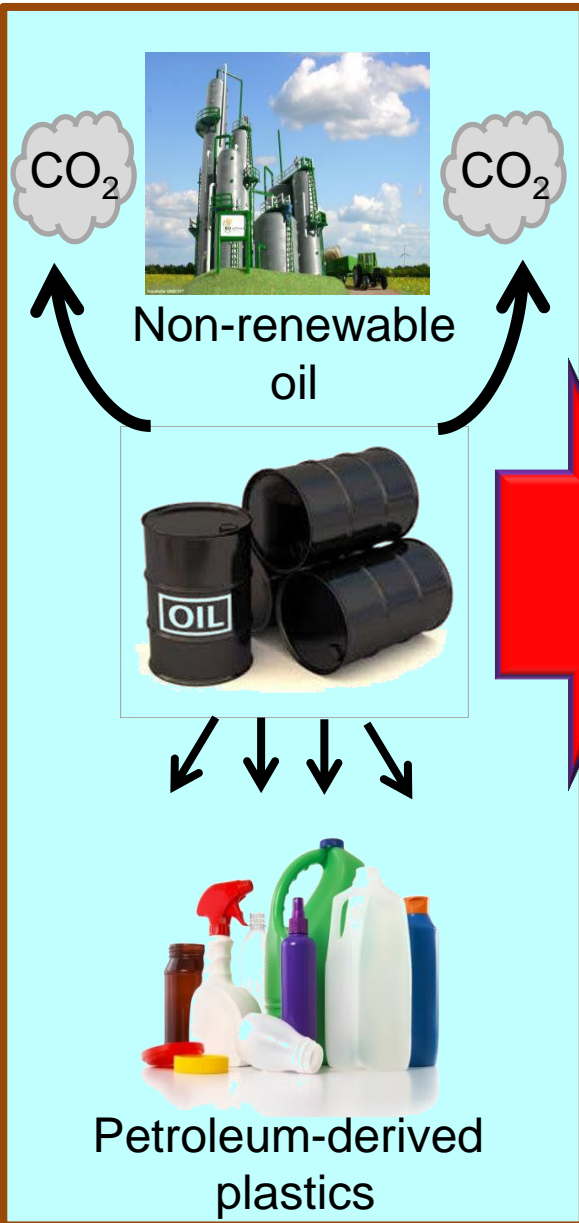 CO₂
CO₂
Non-renewable
oil
OIL
Petroleum-derived
plastics